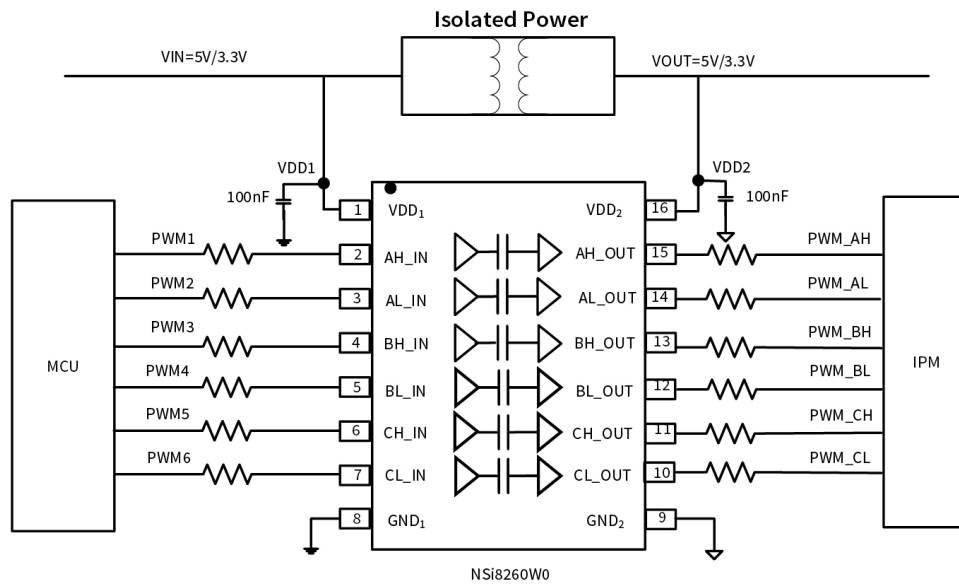 Isolated Power
VIN=5V/3.3V
VOUT=5V/3.3V
VDD1
VDD2
100nF
100nF
1
VDD1
VDD2
16
PWM1
2
AH_IN
AH_OUT
15
PWM_AH
PWM2
3
AL_IN
AL_OUT
14
PWM_AL
PWM3
4
BH_IN
BH_OUT
13
PWM_BH
MCU
IPM
PWM4
5
BL_IN
BL_OUT
12
PWM_BL
PWM5
6
CH_IN
CH_OUT
11
PWM_CH
PWM6
7
CL_IN
CL_OUT
10
PWM_CL
8
GND1
GND2
9
NSi8260W0